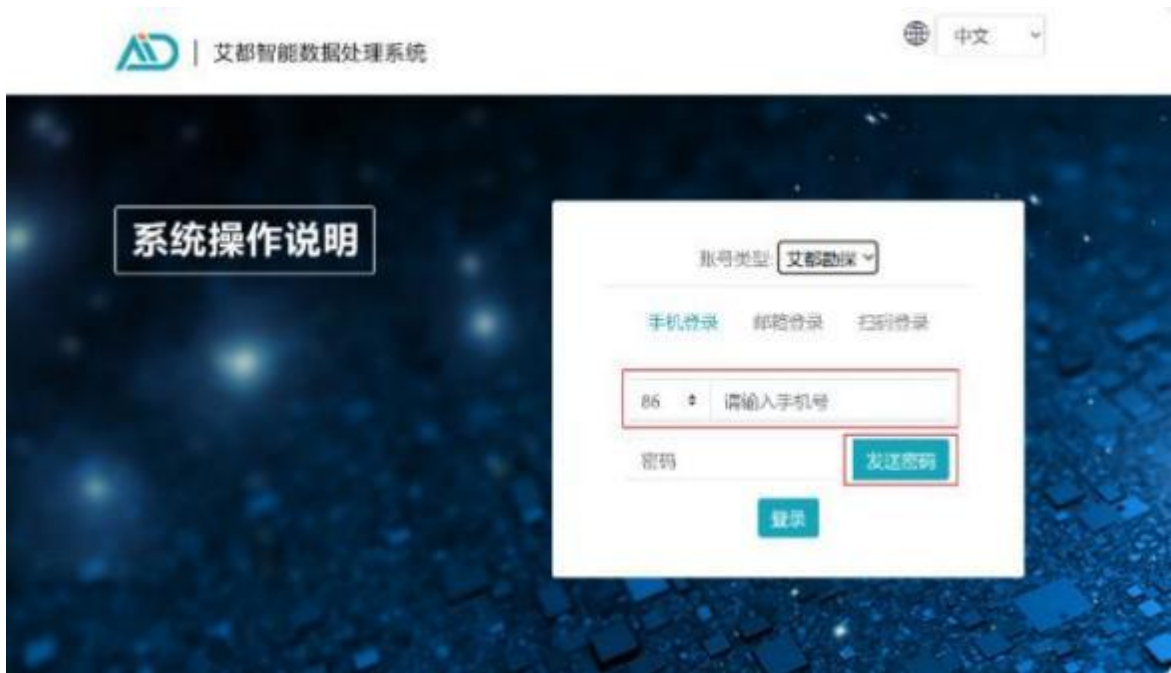 AID | 艾都智能数据处理系统
中文
系统操作说明
账号类型: 艾都勘探
手机登录 邮箱登录 扫码登录
86 请输入手机号
密码 发送密码
登录